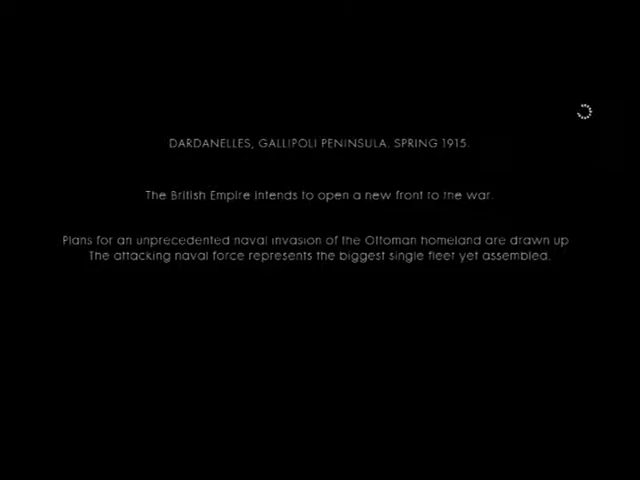 DARDANELLES, GALLIPOLI PENINSULA. SPRING 1915.
The British Empire intends to open a new front to the war.
Plans for an unprecedented naval invasion of the Ottoman homeland are drawn up
The attacking naval force represents the biggest single fleet yet assembled.